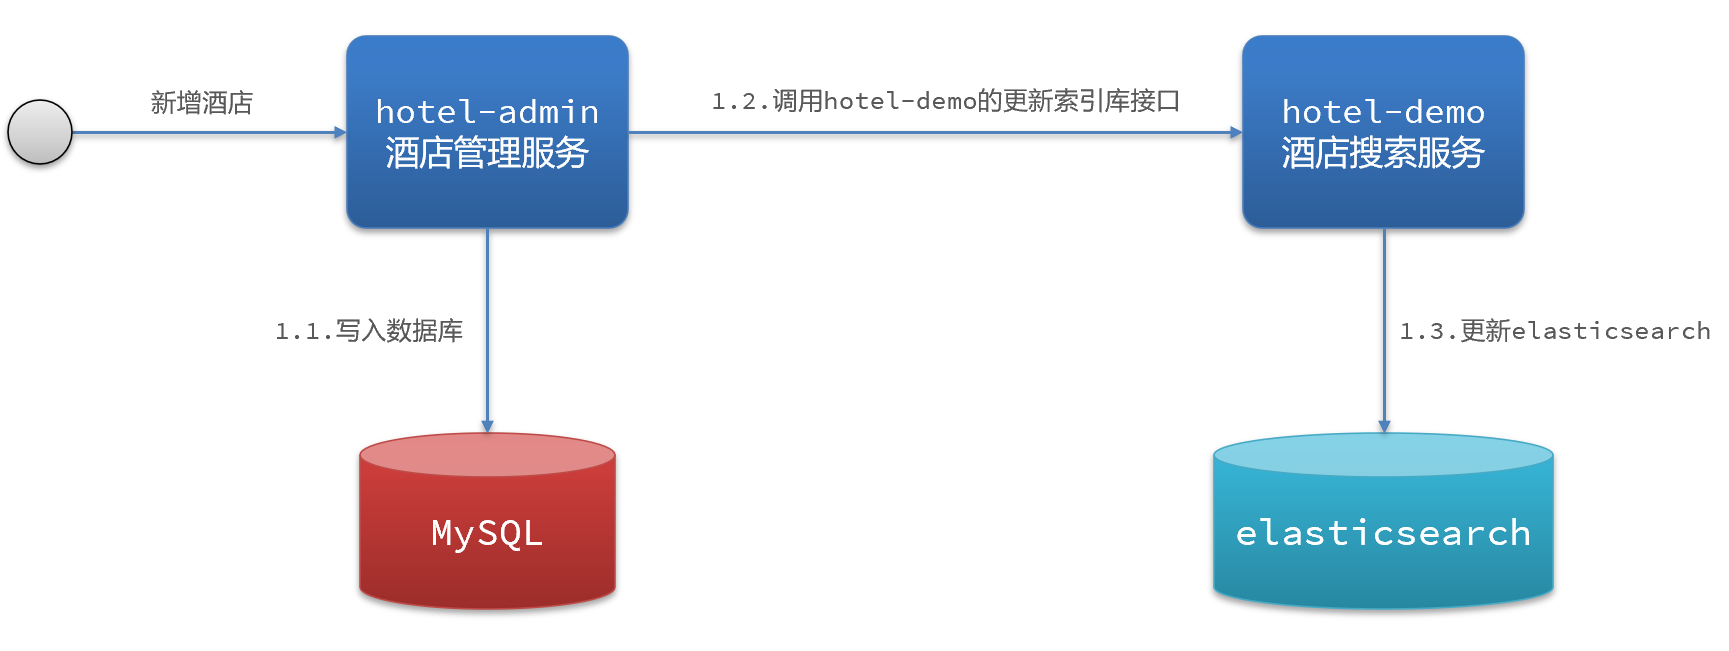 新增酒店
hotel-admin
酒店管理服务
1.2.调用hotel-demo的更新索引库接口
hotel-demo
酒店搜索服务
1.1.写入数据库
1.3.更新elasticsearch
MySQL
elasticsearch